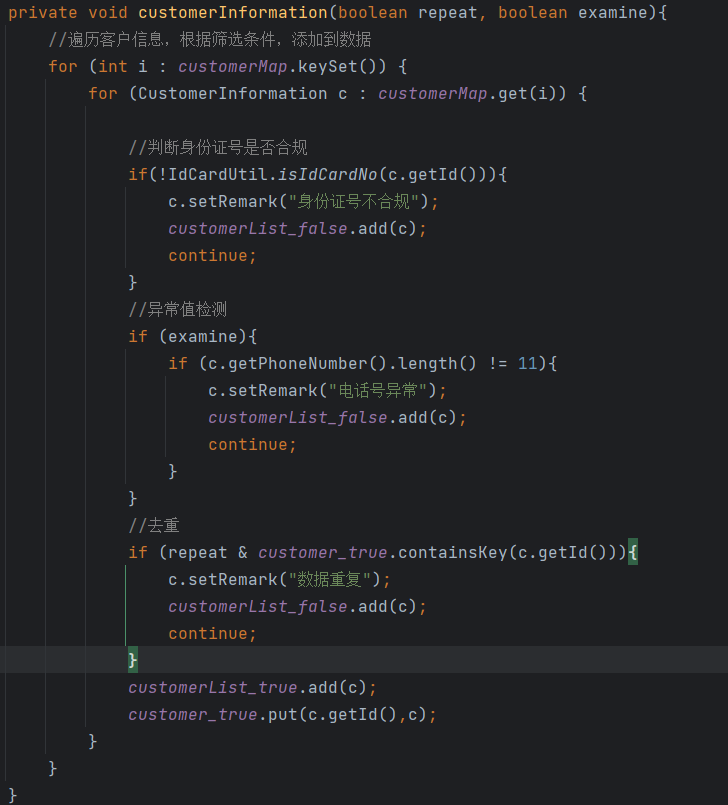 private void customerInformation(boolean repeat, boolean examine){
//遍历客户信息，根据筛选条件，添加到数据
for (int i : customerMap.keySet()) {
for (CustomerInformation c : customerMap.get(i)) {
//判断身份证号是否合规
if(!IdCardUtil.isIdCardNo(c.getId())){
c.setRemark("身份证号不合规");
customerList_false.add(c);
continue;
}
//异常值检测
if (examine){
if (c.getPhoneNumber().length() != 11){
c.setRemark("电话号异常");
customerList_false.add(c);
continue;
}
}
//去重
if (repeat & customer_true.containsKey(c.getId())){
c.setRemark("数据重复");
customerList_false.add(c);
continue;
}
customerList_true.add(c);
customer_true.put(c.getId(),c);
}
}
}